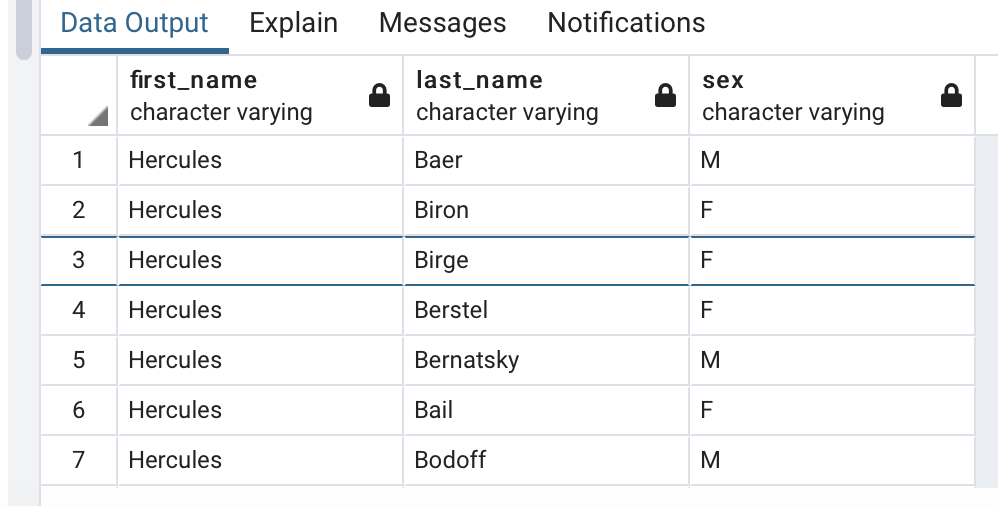 Data Output Explain Messages Notifications
first_name last_name sex
character varying character varying character varying
1 Hercules Baer M
2 Hercules Biron F
3 Hercules Birge F
4 Hercules Berstel F
5 Hercules Bernatsky M
6 Hercules Bail F
7 Hercules Bodoff M